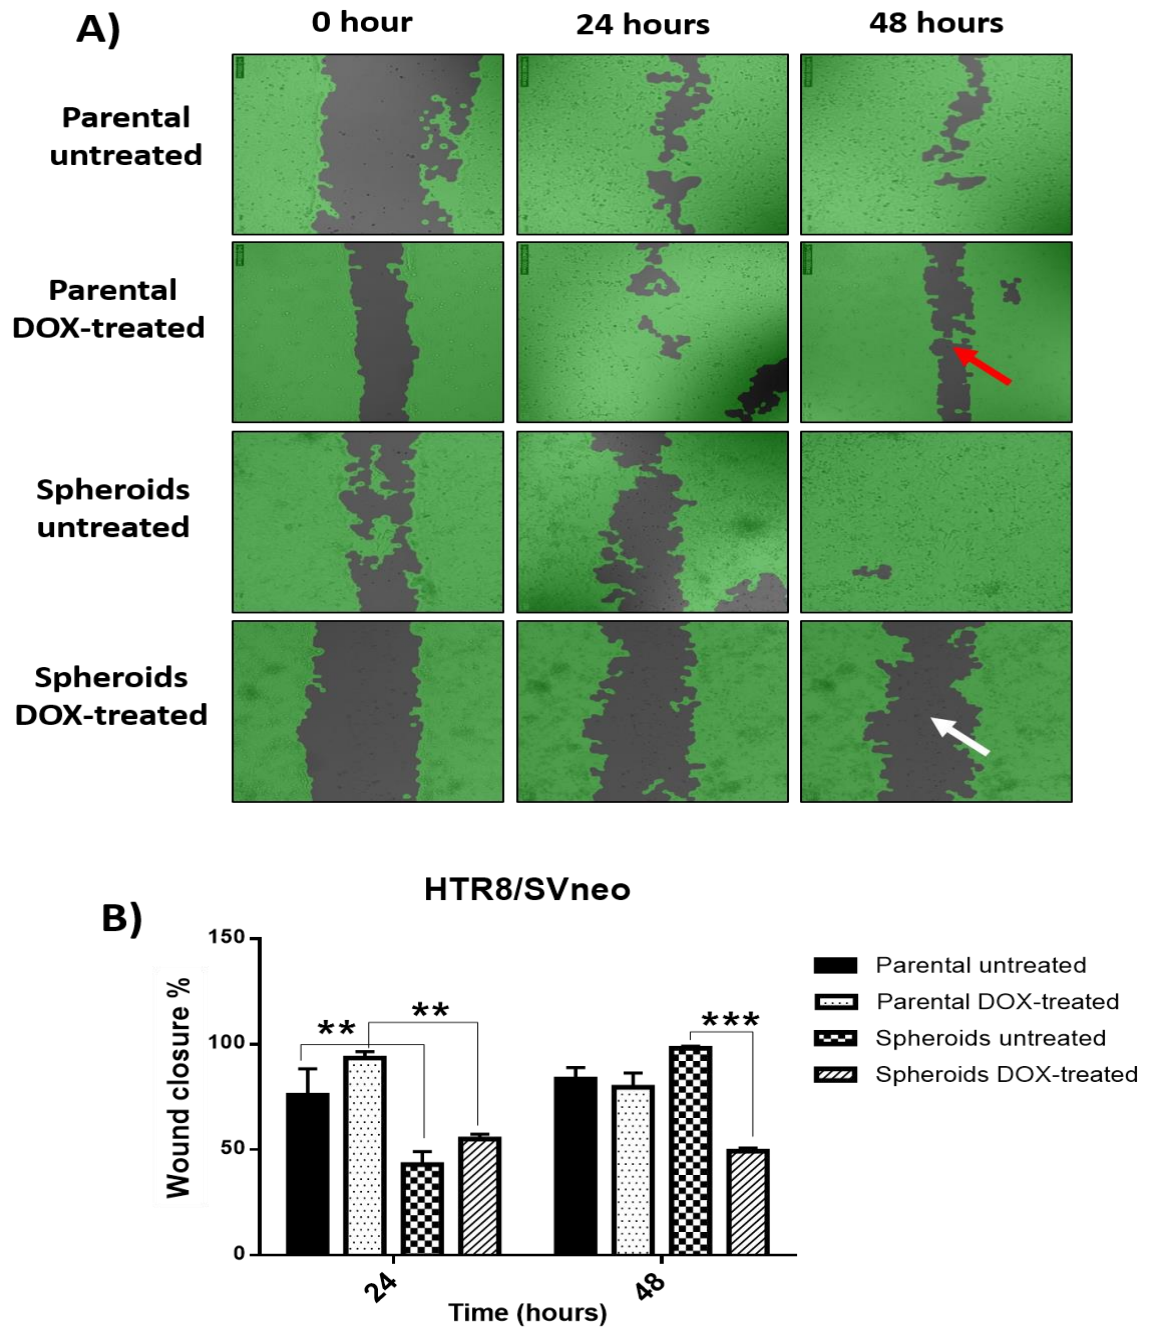 A)
0 hour
24 hours
48 hours
Parental
untreated
Parental
DOX-treated
Spheroids
untreated
Spheroids
DOX-treated
B)
HTR8/SVneo
Wound closure %
150
100
50
0
**
**
***
24
48
Time (hours)
Parental untreated
Parental DOX-treated
Spheroids untreated
Spheroids DOX-treated